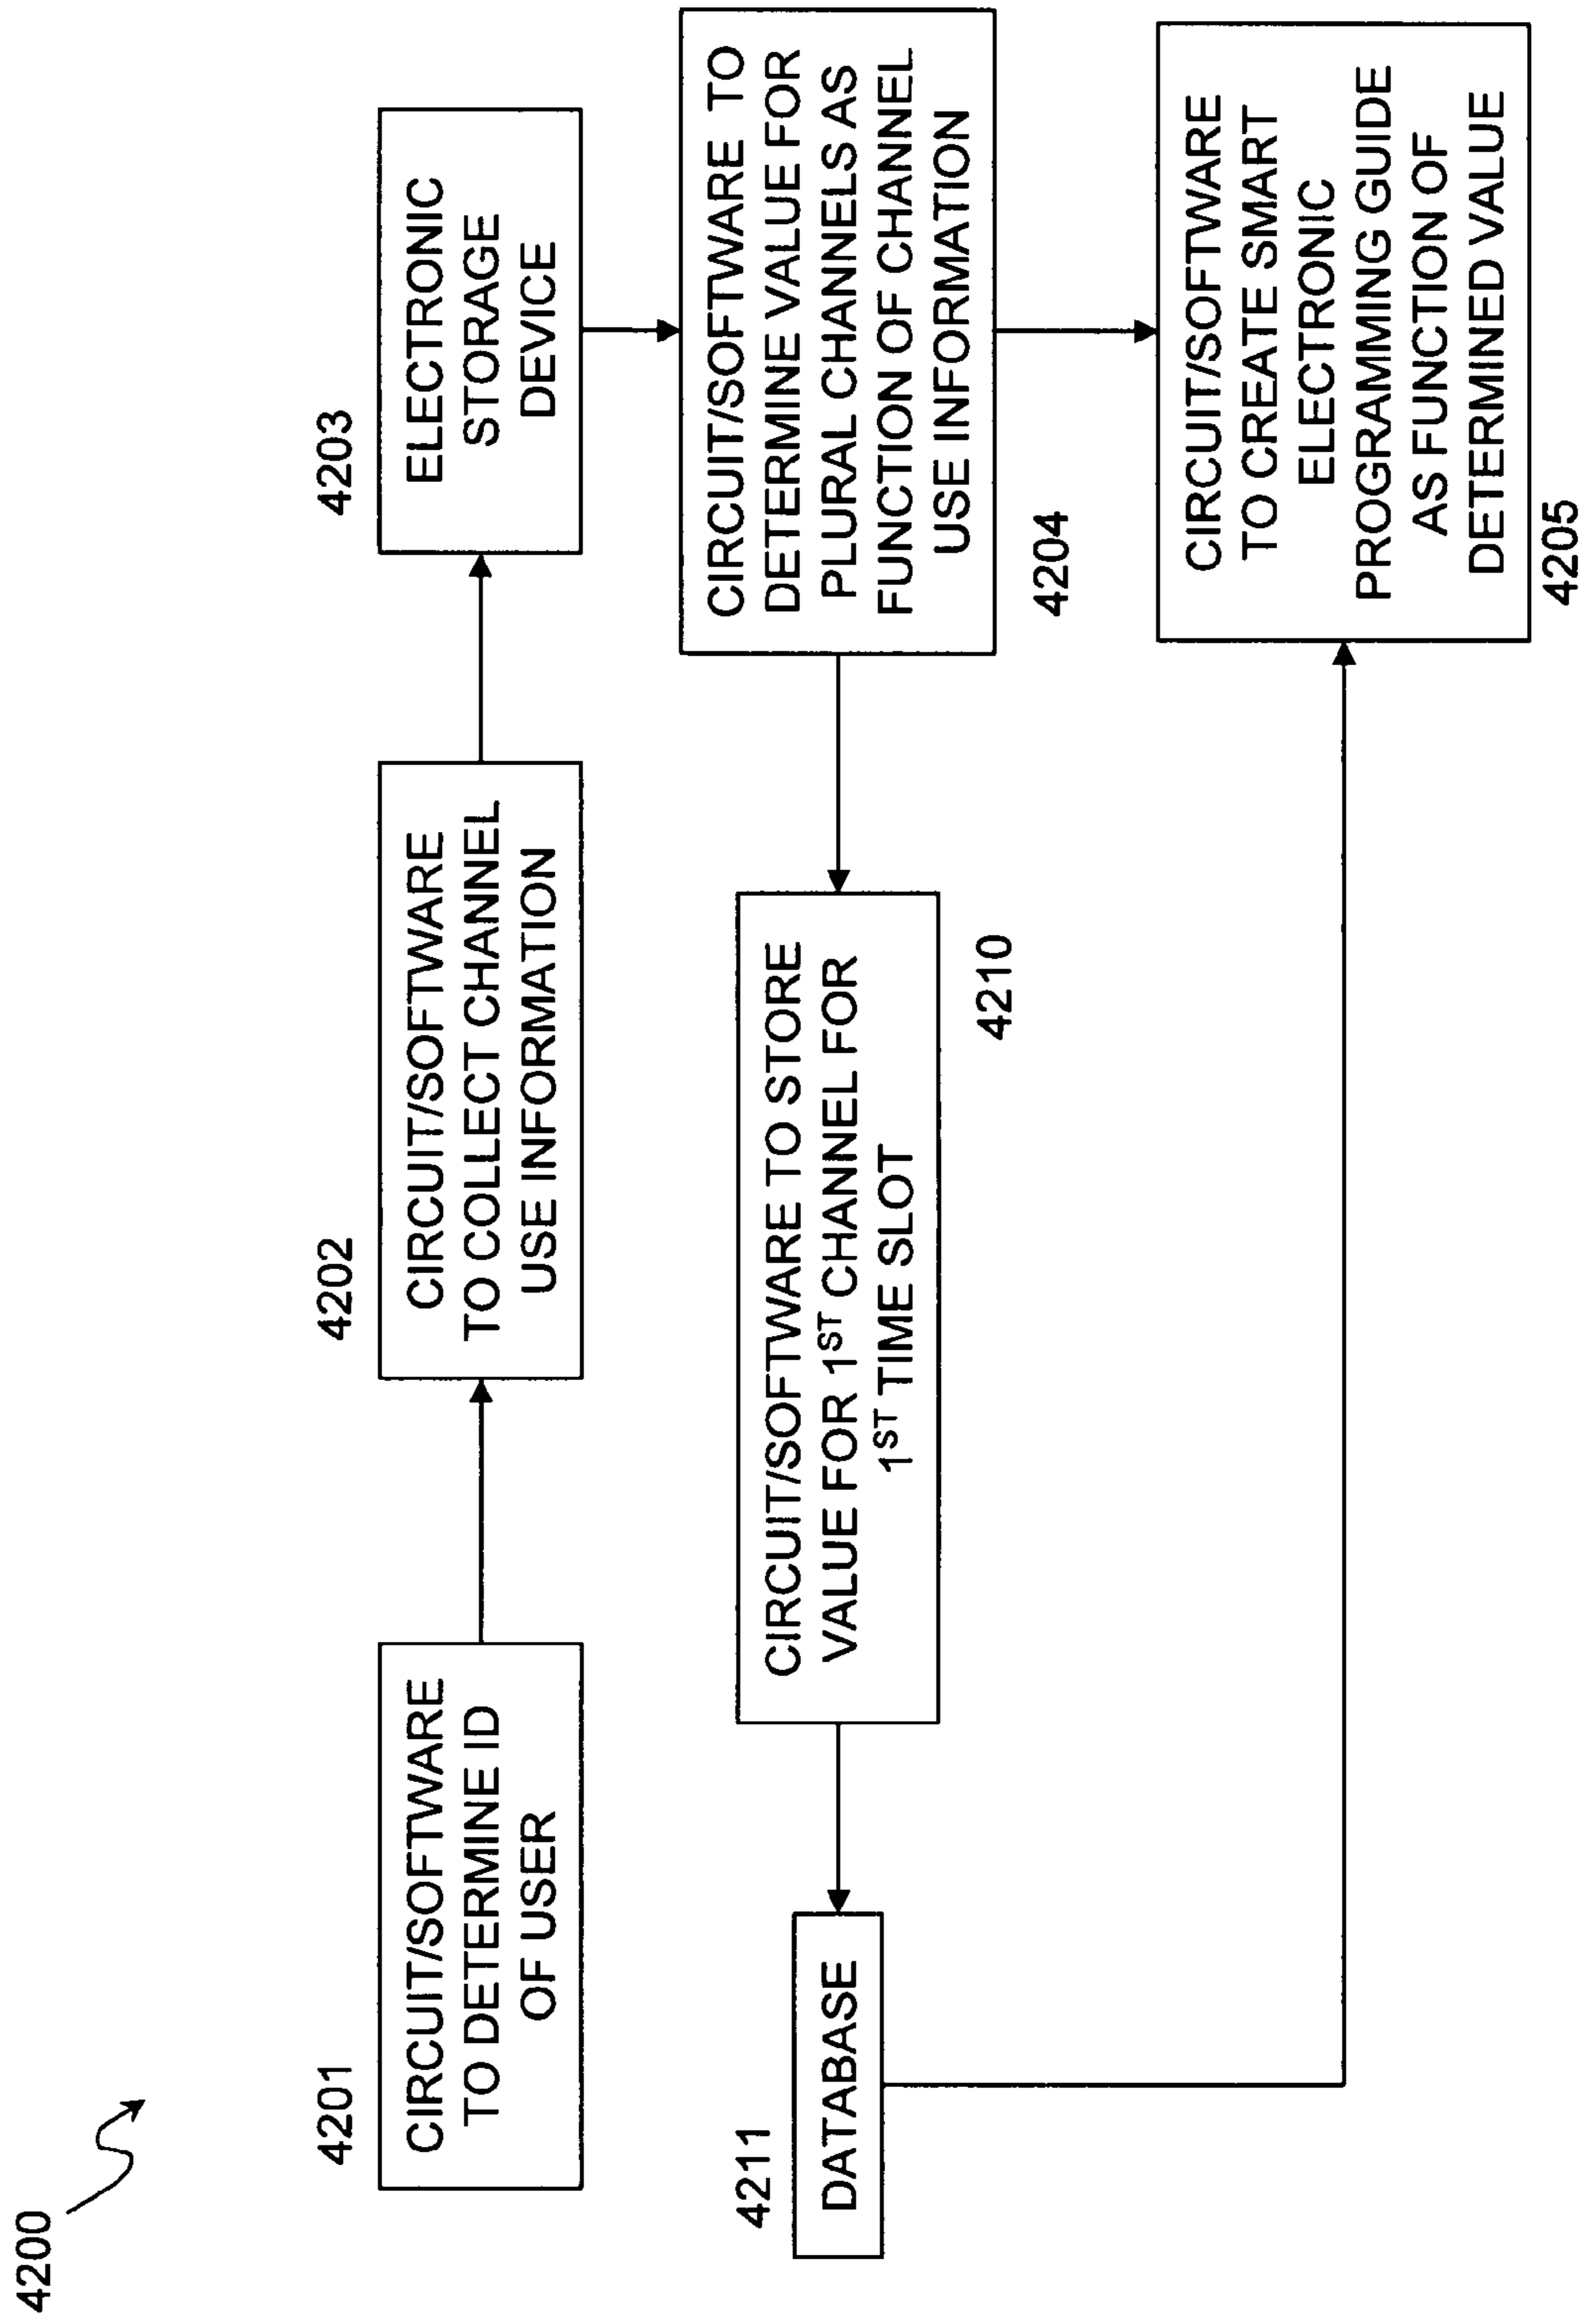 4200
4201
CIRCUIT/SOFTWARE
TO DETERMINE ID
OF USER
4202
CIRCUIT/SOFTWARE
TO COLLECT CHANNEL
USE INFORMATION
4203
ELECTRONIC
STORAGE
DEVICE
4211
DATABASE
CIRCUIT/SOFTWARE TO STORE
VALUE FOR 1ST CHANNEL FOR
1ST TIME SLOT
4210
CIRCUIT/SOFTWARE TO
DETERMINE VALUE FOR
PLURAL CHANNELS AS
FUNCTION OF CHANNEL
USE INFORMATION
4204
CIRCUIT/SOFTWARE
TO CREATE SMART
ELECTRONIC
PROGRAMMING GUIDE
AS FUNCTION OF
DETERMINED VALUE
4205